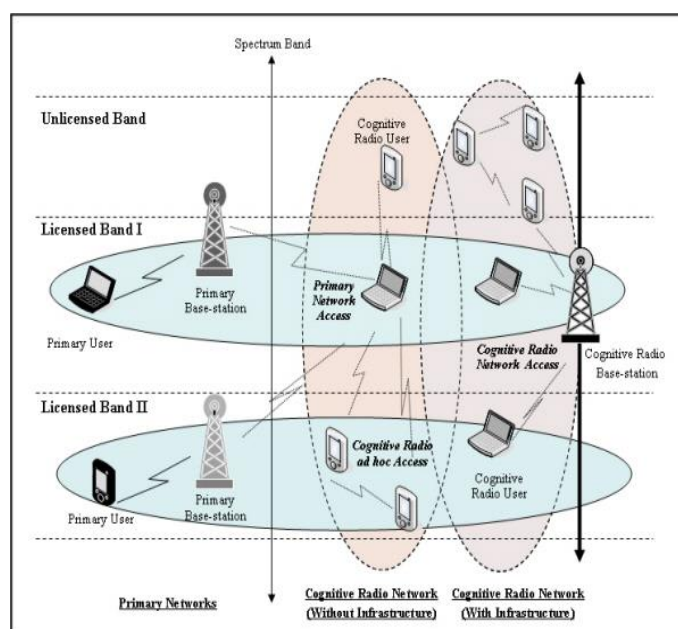 Spectrum Band
Unlicensed Band
Cognitive
Radio User
Licensed Band I
Primary
Base-station
Primary User
Primary
Network
Access
Cognitive Radio
Network Access
Cognitive Radio
Base-station
Licensed Band II
Primary
Base-station
Primary User
Cognitive Radio
ad hoc Access
Cognitive
Radio User
Primary Networks
Cognitive Radio Network
(Without Infrastructure)
Cognitive Radio Network
(With Infrastructure)